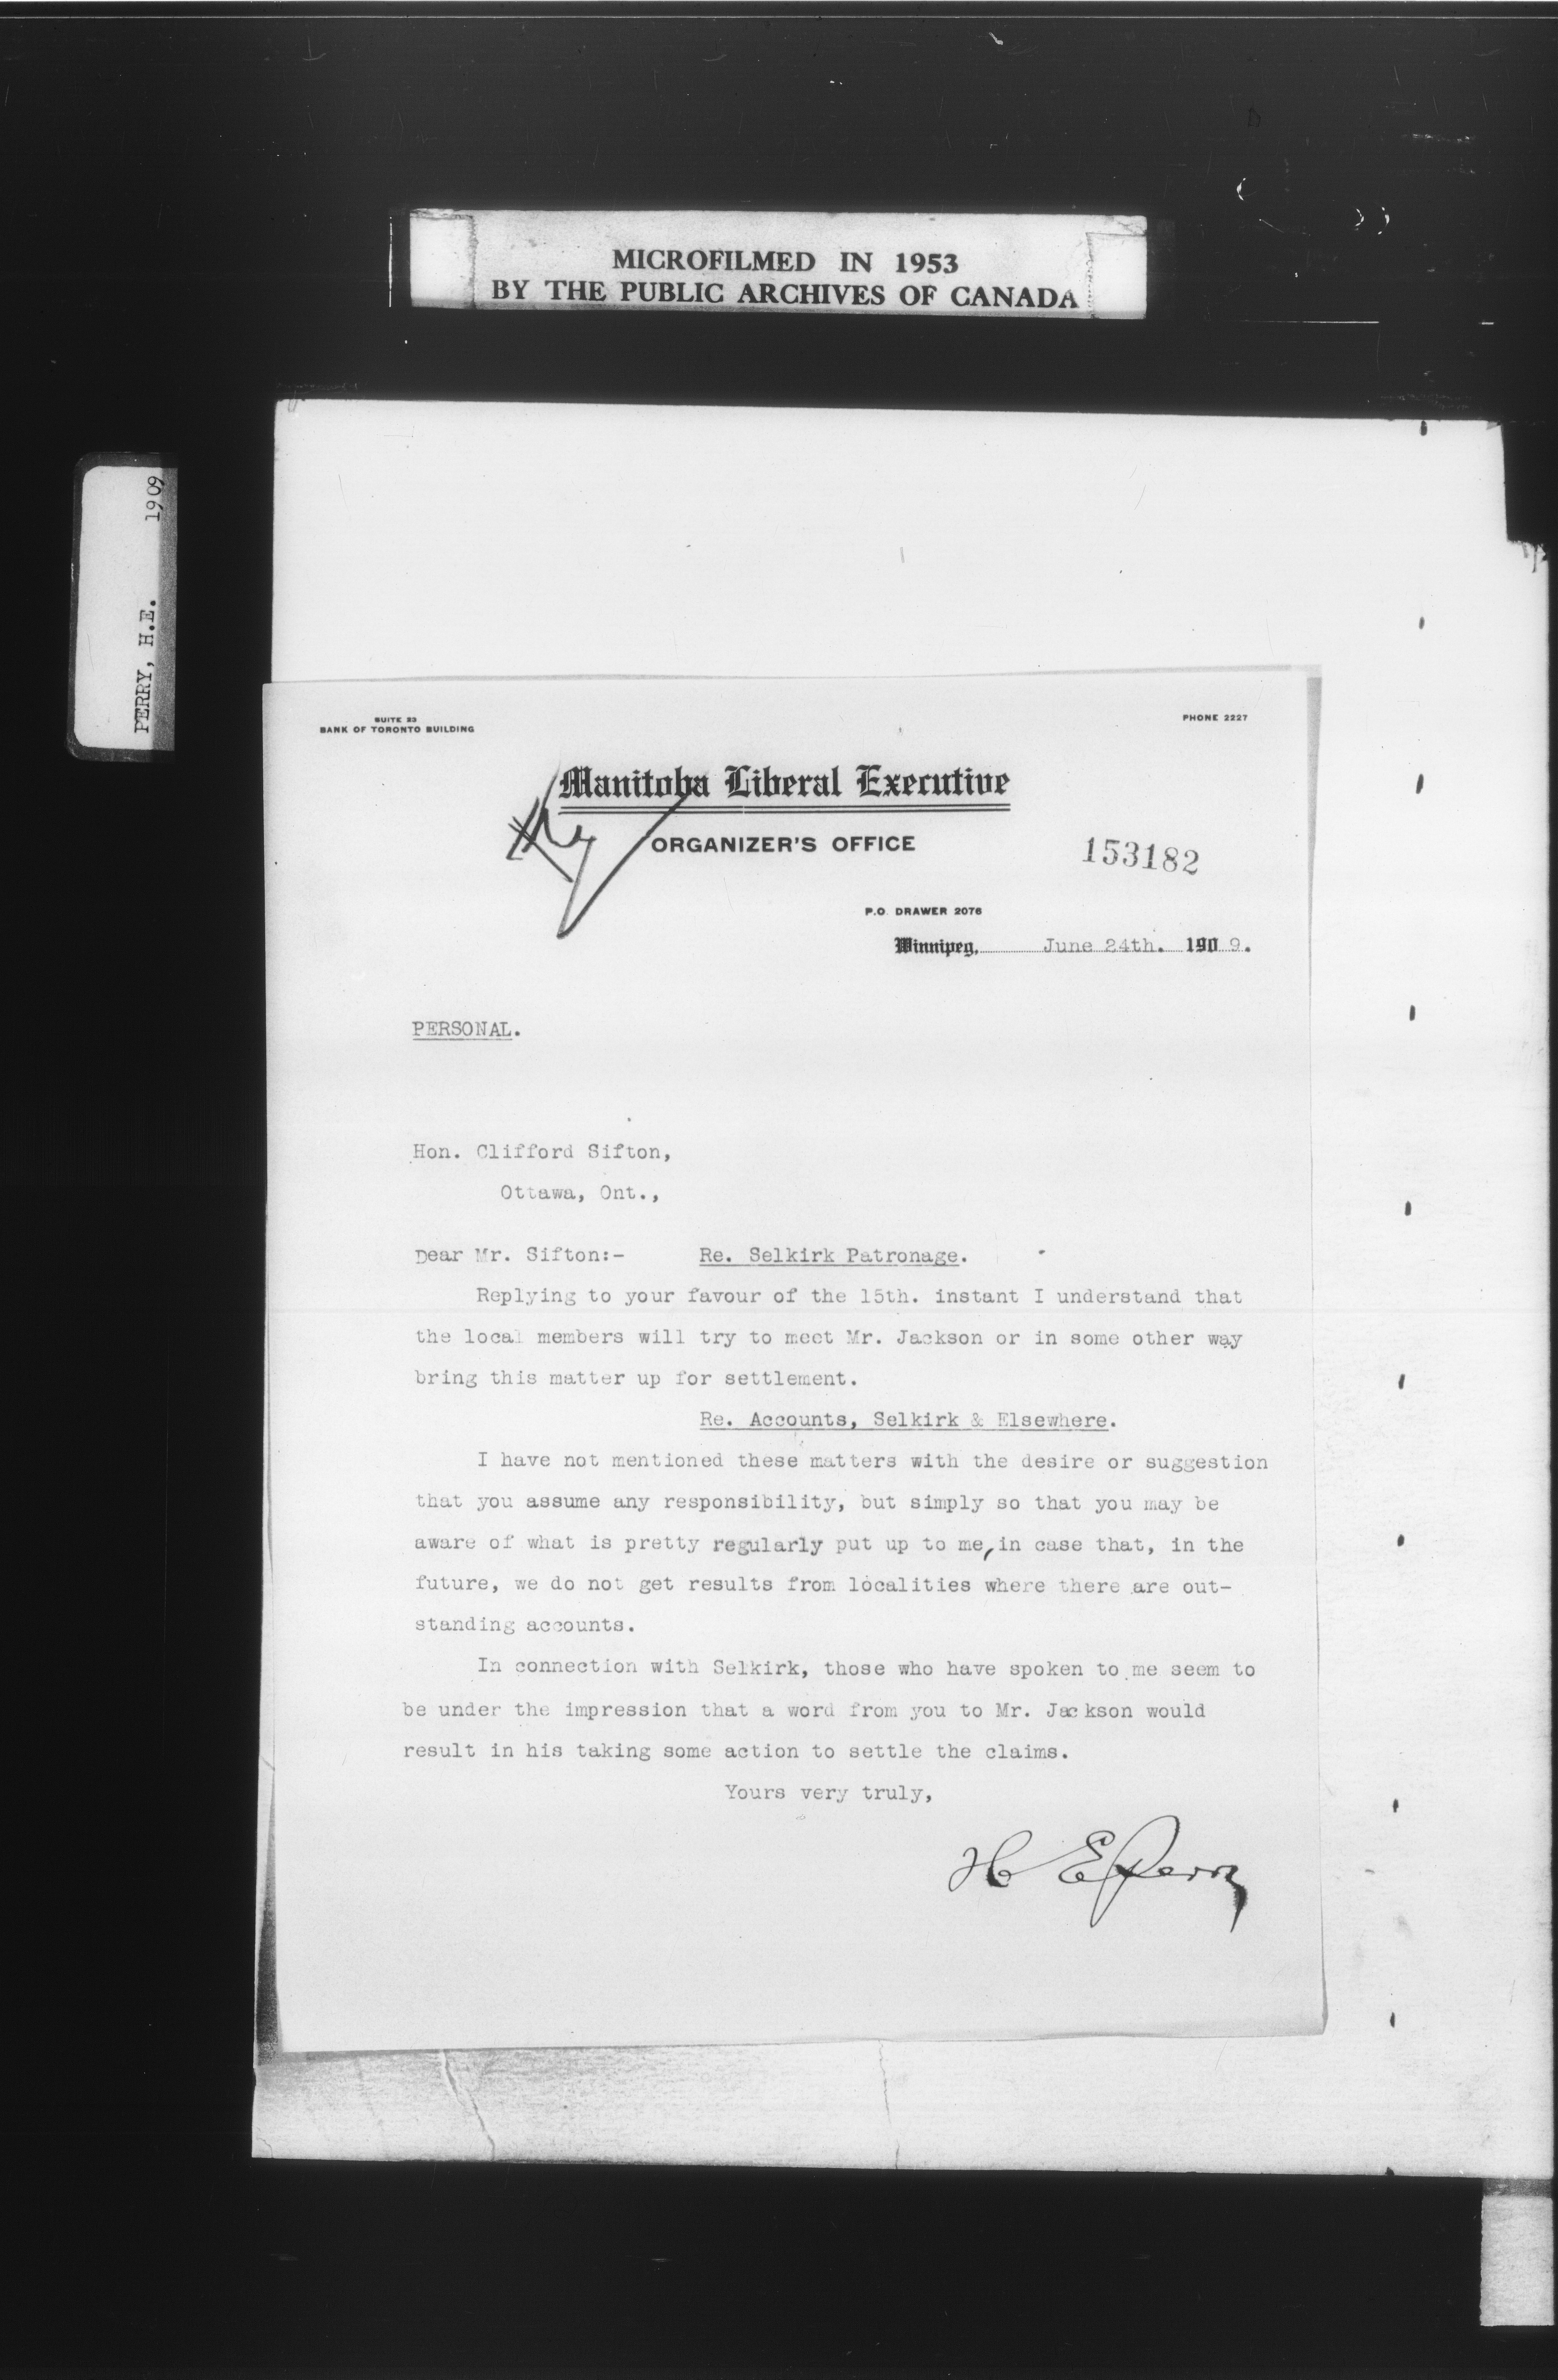 MICROFILMED IN 1953
BY THE PUBLIC ARCHIVES OF CANADA
PERRY, H.E. 1909
SUITE 23
BANK OF TORONTO BUILDING
PHONE 2227
Manitoba Liberal Executive
ORGANIZER'S OFFICE
153182
P.O. DRAWER 2076
Winnipeg, June 24th. 190 9.
PERSONAL.
Hon. Clifford Sifton,
Ottawa, Ont.,
Dear Mr. Sifton:- Re. Selkirk Patronage.
Replying to your favour of the 15th. instant I understand that
the local members will try to meet Mr. Jackson or in some other way
bring this matter up for settlement.
Re. Accounts, Selkirk & Elsewhere.
I have not mentioned these matters with the desire or suggestion
that you assume any responsibility, but simply so that you may be
aware of what is pretty regularly put up to me, in case that, in the
future, we do not get results from localities where there are out-
standing accounts.
In connection with Selkirk, those who have spoken to me seem to
be under the impression that a word from you to Mr. Jackson would
result in his taking some action to settle the claims.
Yours very truly,
H E Perry